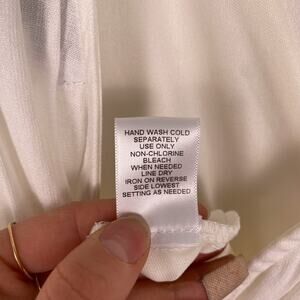 HAND WASH COLD
SEPARATELY
USE ONLY
NON-CHLORINE
BLEACH
WHEN NEEDED
LINE DRY
IRON ON REVERSE
SIDE LOWEST
SETTING AS NEEDED